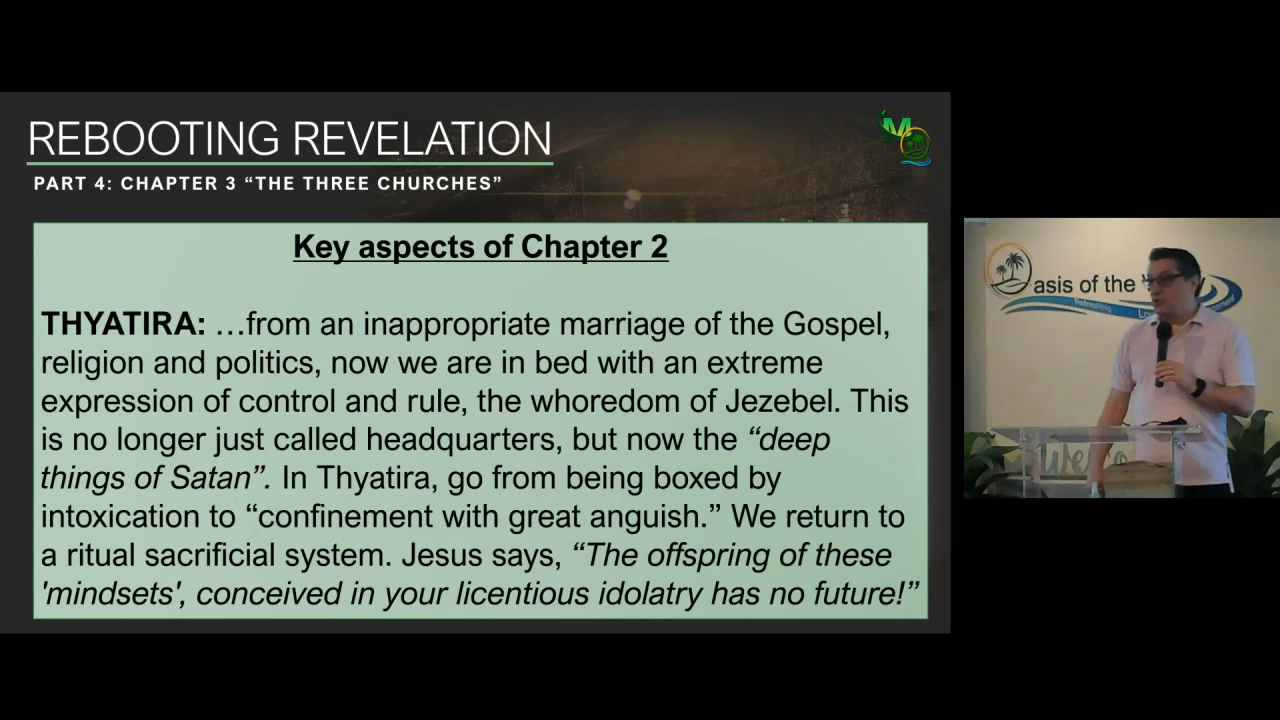 REBOOTING REVELATION
PART 4: CHAPTER 3 “THE THREE CHURCHES”
Key aspects of Chapter 2
THYATIRA: …from an inappropriate marriage of the Gospel,
religion and politics, now we are in bed with an extreme
expression of control and rule, the whoredom of Jezebel. This
is no longer just called headquarters, but now the “deep
things of Satan”. In Thyatira, go from being boxed by
intoxication to “confinement with great anguish.” We return to
a ritual sacrificial system. Jesus says, “The offspring of these
'mindsets', conceived in your licentious idolatry has no future!”
MO
asis of the
Refreshing